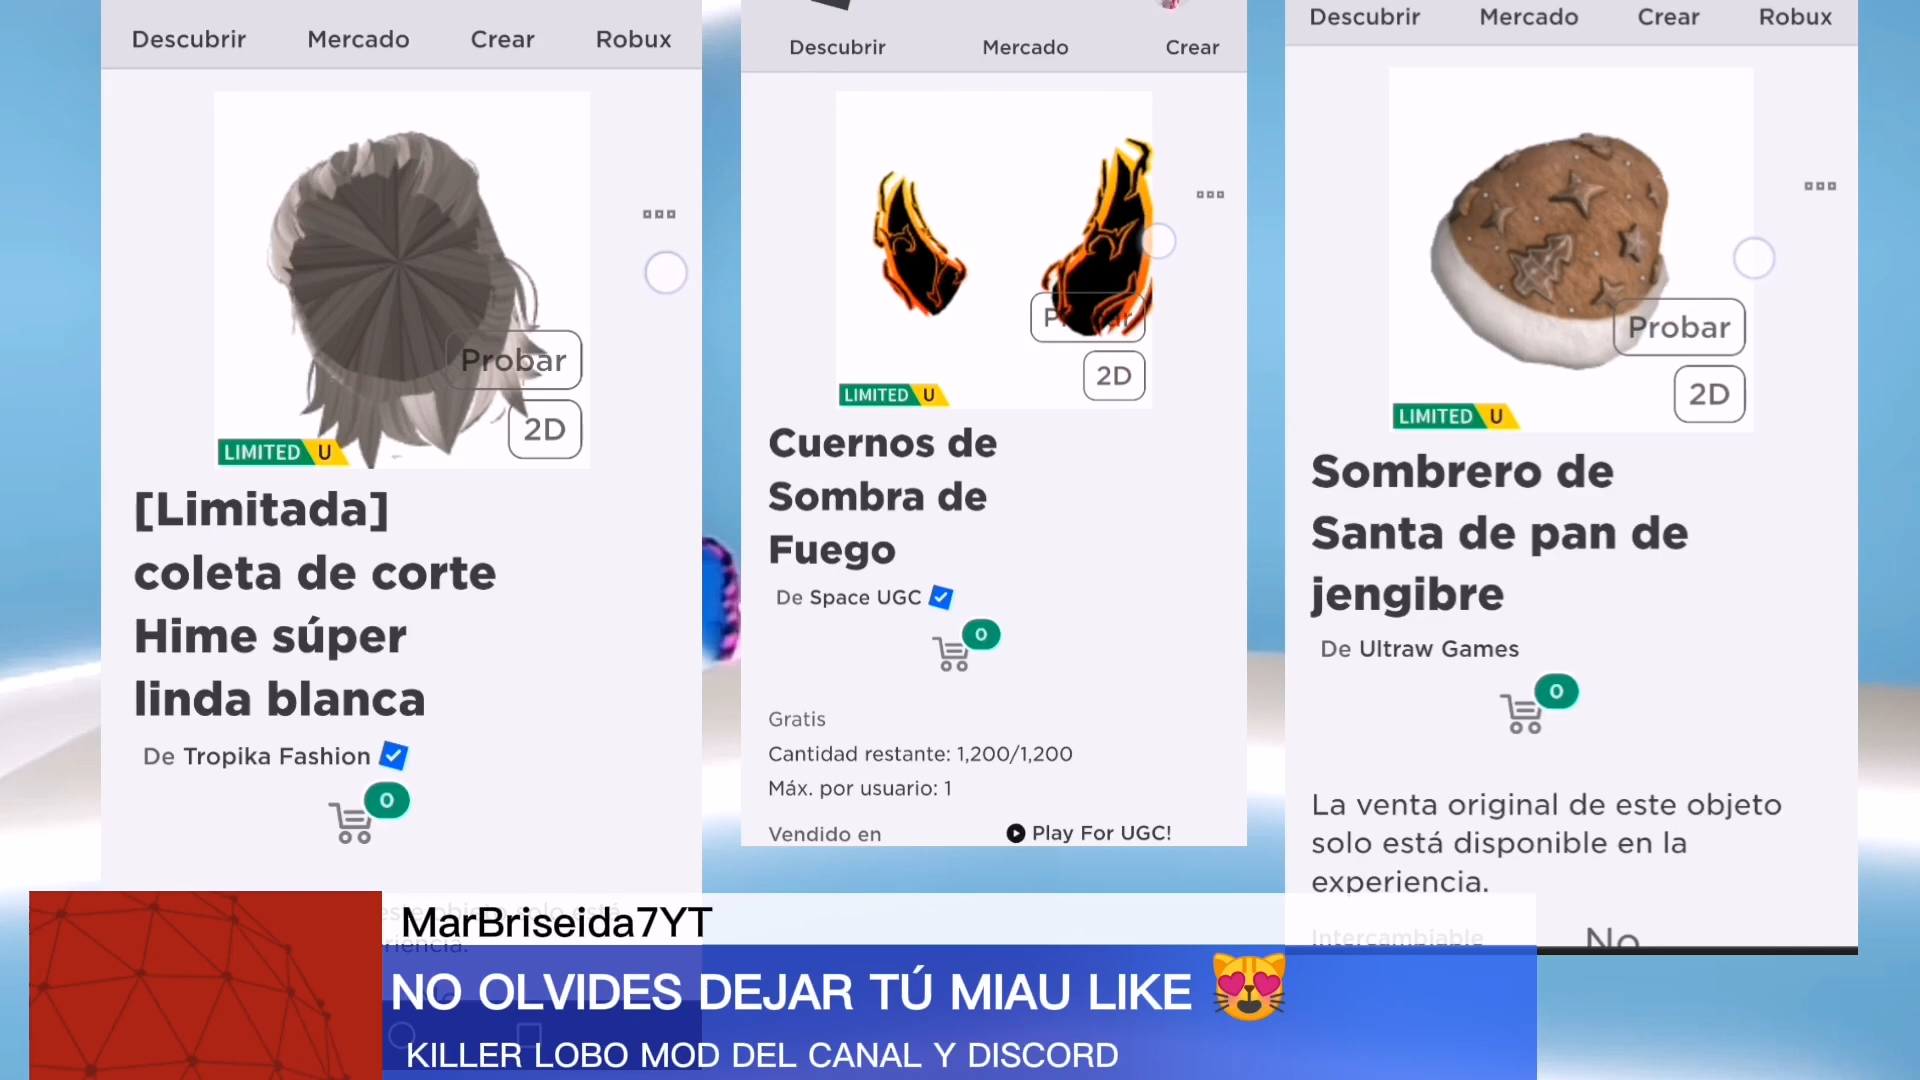 Descubrir Mercado Crear Robux
Probar
2D
LIMITED U
[Limitada]
coleta de corte
Hime súper
linda blanca
De Tropika Fashion
0
Descubrir Mercado Crear
2D
LIMITED U
Cuernos de
Sombra de
Fuego
De Space UGC
0
Gratis
Cantidad restante: 1,200/1,200
Máx. por usuario: 1
Vendido en Play For UGC!
Descubrir Mercado Crear Robux
Probar
2D
LIMITED U
Sombrero de
Santa de pan de
jengibre
De Ultraw Games
0
La venta original de este objeto
solo está disponible en la
experiencia.
Intercambiable No
MarBriseida7YT
NO OLVIDES DEJAR TÚ MIAU LIKE 😻
KILLER LOBO MOD DEL CANAL Y DISCORD